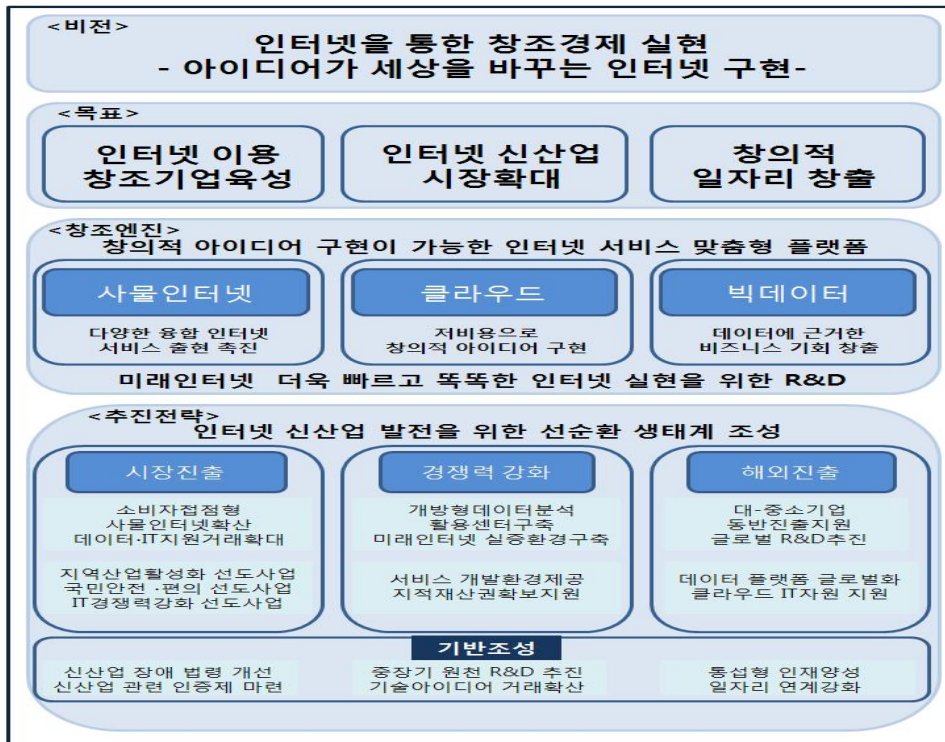 <비전>
인터넷을 통한 창조경제 실현
- 아이디어가 세상을 바꾸는 인터넷 구현-
<목표>
인터넷 이용
창조기업육성
인터넷 신산업
시장확대
창의적
일자리 창출
<창조엔진>
창의적 아이디어 구현이 가능한 인터넷 서비스 맞춤형 플랫폼
사물인터넷
다양한 융합 인터넷
서비스 출현 촉진
클라우드
저비용으로
창의적 아이디어 구현
빅데이터
데이터에 근거한
비즈니스 기회 창출
미래인터넷 더욱 빠르고 똑똑한 인터넷 실현을 위한 R&D
<추진전략>
인터넷 신산업 발전을 위한 선순환 생태계 조성
시장진출
소비자접점형
사물인터넷확산
데이터·IT지원거래확대
지역산업활성화 선도사업
국민안전 ·편의 선도사업
IT경쟁력강화 선도사업
경쟁력 강화
개방형데이터분석
활용센터구축
미래인터넷 실증환경구축
서비스 개발환경제공
지적재산권확보지원
해외진출
대-중소기업
동반진출지원
글로벌 R&D추진
데이터 플랫폼 글로벌화
클라우드 IT자원 지원
기반조성
신산업 장애 법령 개선
신산업 관련 인증제 마련
중장기 원천 R&D 추진
기술아이디어 거래확산
통섭형 인재양성
일자리 연계강화